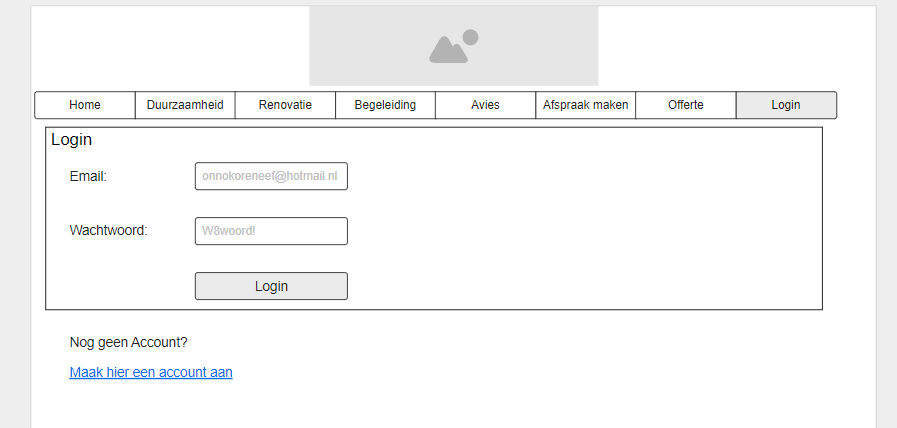 Home Duurzaamheid Renovatie Begeleiding Avies Afspraak maken Offerte Login
Login
Email: onnokoreneef@hotmail.nl
Wachtwoord: W8woord!
Login
Nog geen Account?
Maak hier een account aan